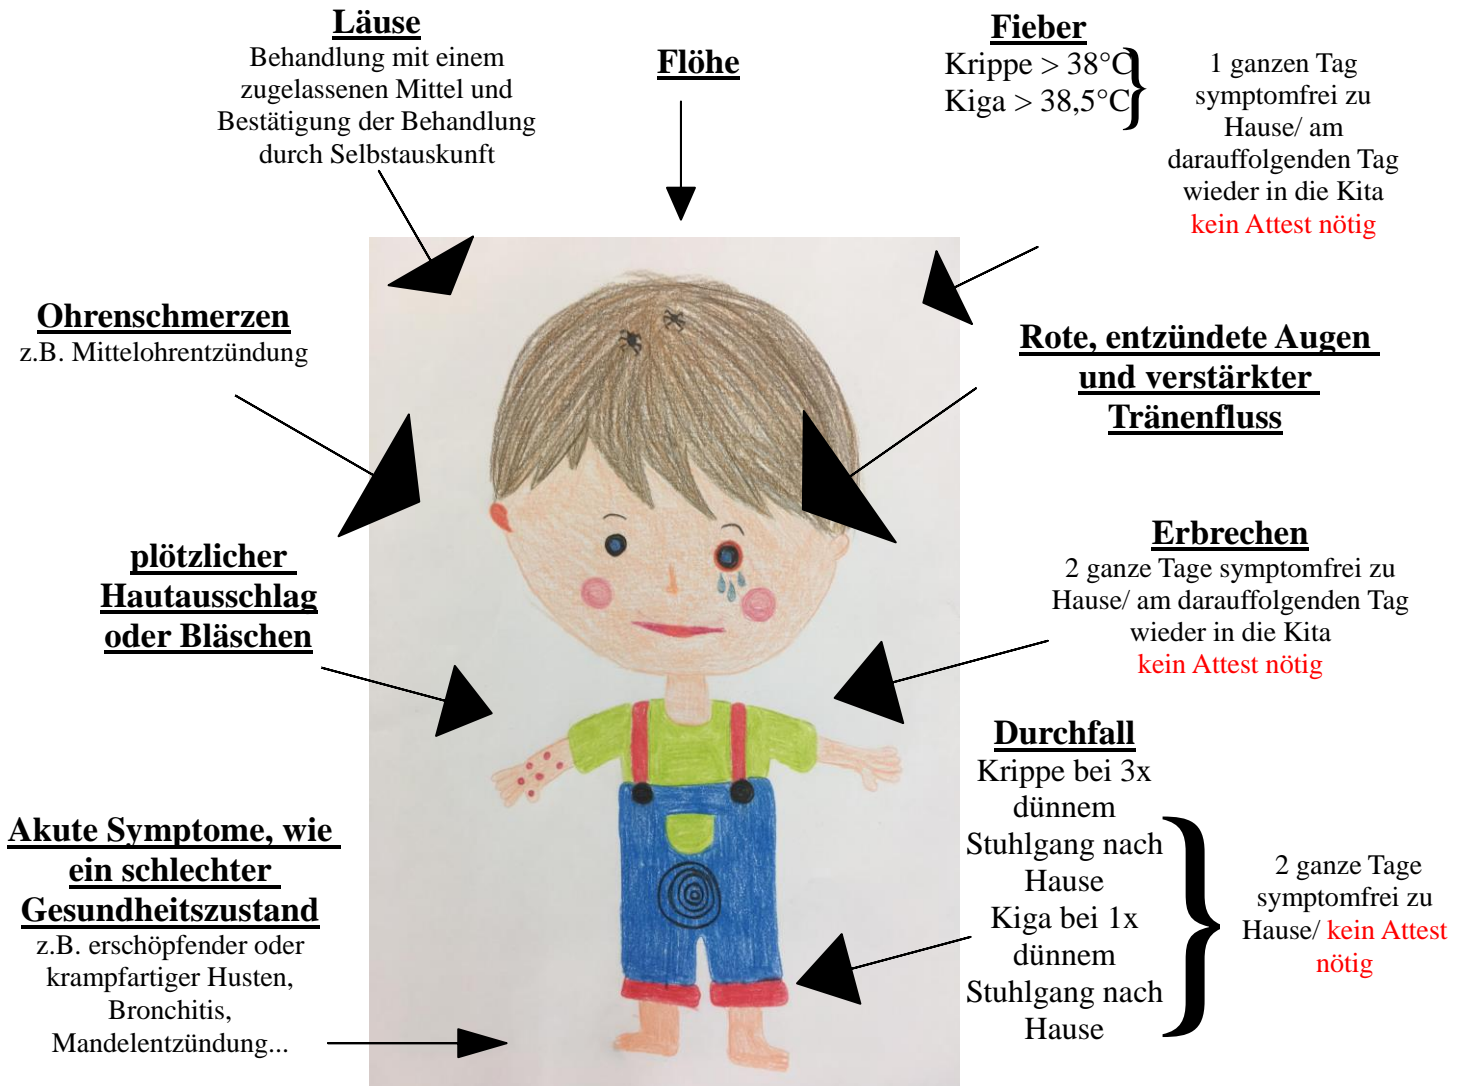 Läuse
Behandlung mit einem
zugelassenen Mittel und
Bestätigung der Behandlung
durch Selbstauskunft
Flöhe
Fieber
Krippe > 38°C
Kiga > 38,5°C
1 ganzen Tag
symptomfrei zu
Hause/ am
darauffolgenden Tag
wieder in die Kita
kein Attest nötig
Ohrenschmerzen
z.B. Mittelohrentzündung
Rote, entzündete Augen
und verstärkter
Tränenfluss
plötzlicher
Hautausschlag
oder Bläschen
Erbrechen
2 ganze Tage symptomfrei zu
Hause/ am darauffolgenden Tag
wieder in die Kita
kein Attest nötig
Akute Symptome, wie
ein schlechter
Gesundheitszustand
z.B. erschöpfender oder
krampfartiger Husten,
Bronchitis,
Mandelentzündung...
Durchfall
Krippe bei 3x
dünnem
Stuhlgang nach
Hause
Kiga bei 1x
dünnem
Stuhlgang nach
Hause
2 ganze Tage
symptomfrei zu
Hause/ kein Attest
nötig